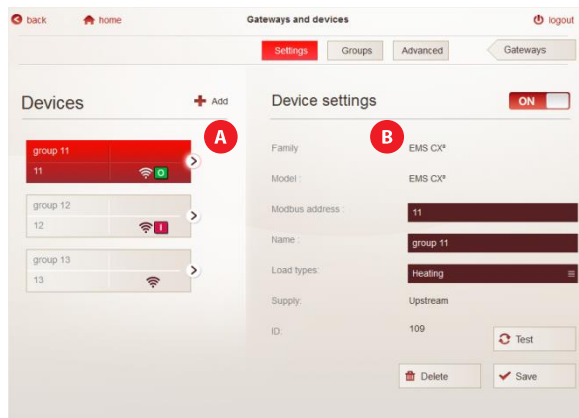 back home Gateways and devices logout
Settings Groups Advanced Gateways
Devices Add
A
group 11
11 O
group 12
12 I
group 13
13
Device settings ON
B
Family EMS CX³
Model : EMS CX³
Modbus address : 11
Name : group 11
Load types: Heating
Supply: Upstream
ID: 109
Test
Delete Save